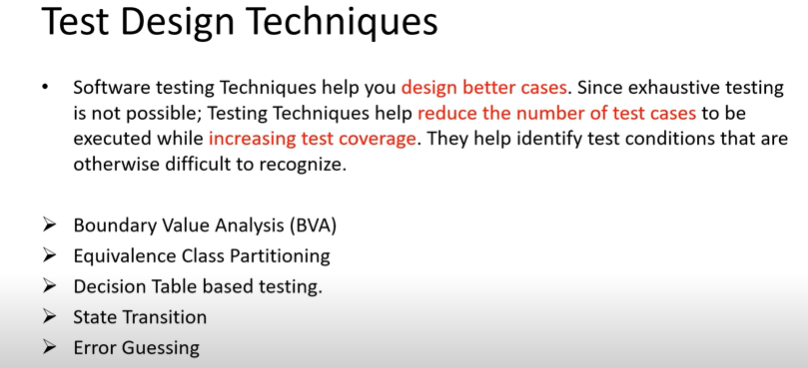 Test Design Techniques
• Software testing Techniques help you design better cases. Since exhaustive testing
is not possible; Testing Techniques help reduce the number of test cases to be
executed while increasing test coverage. They help identify test conditions that are
otherwise difficult to recognize.
➢ Boundary Value Analysis (BVA)
➢ Equivalence Class Partitioning
➢ Decision Table based testing.
➢ State Transition
➢ Error Guessing